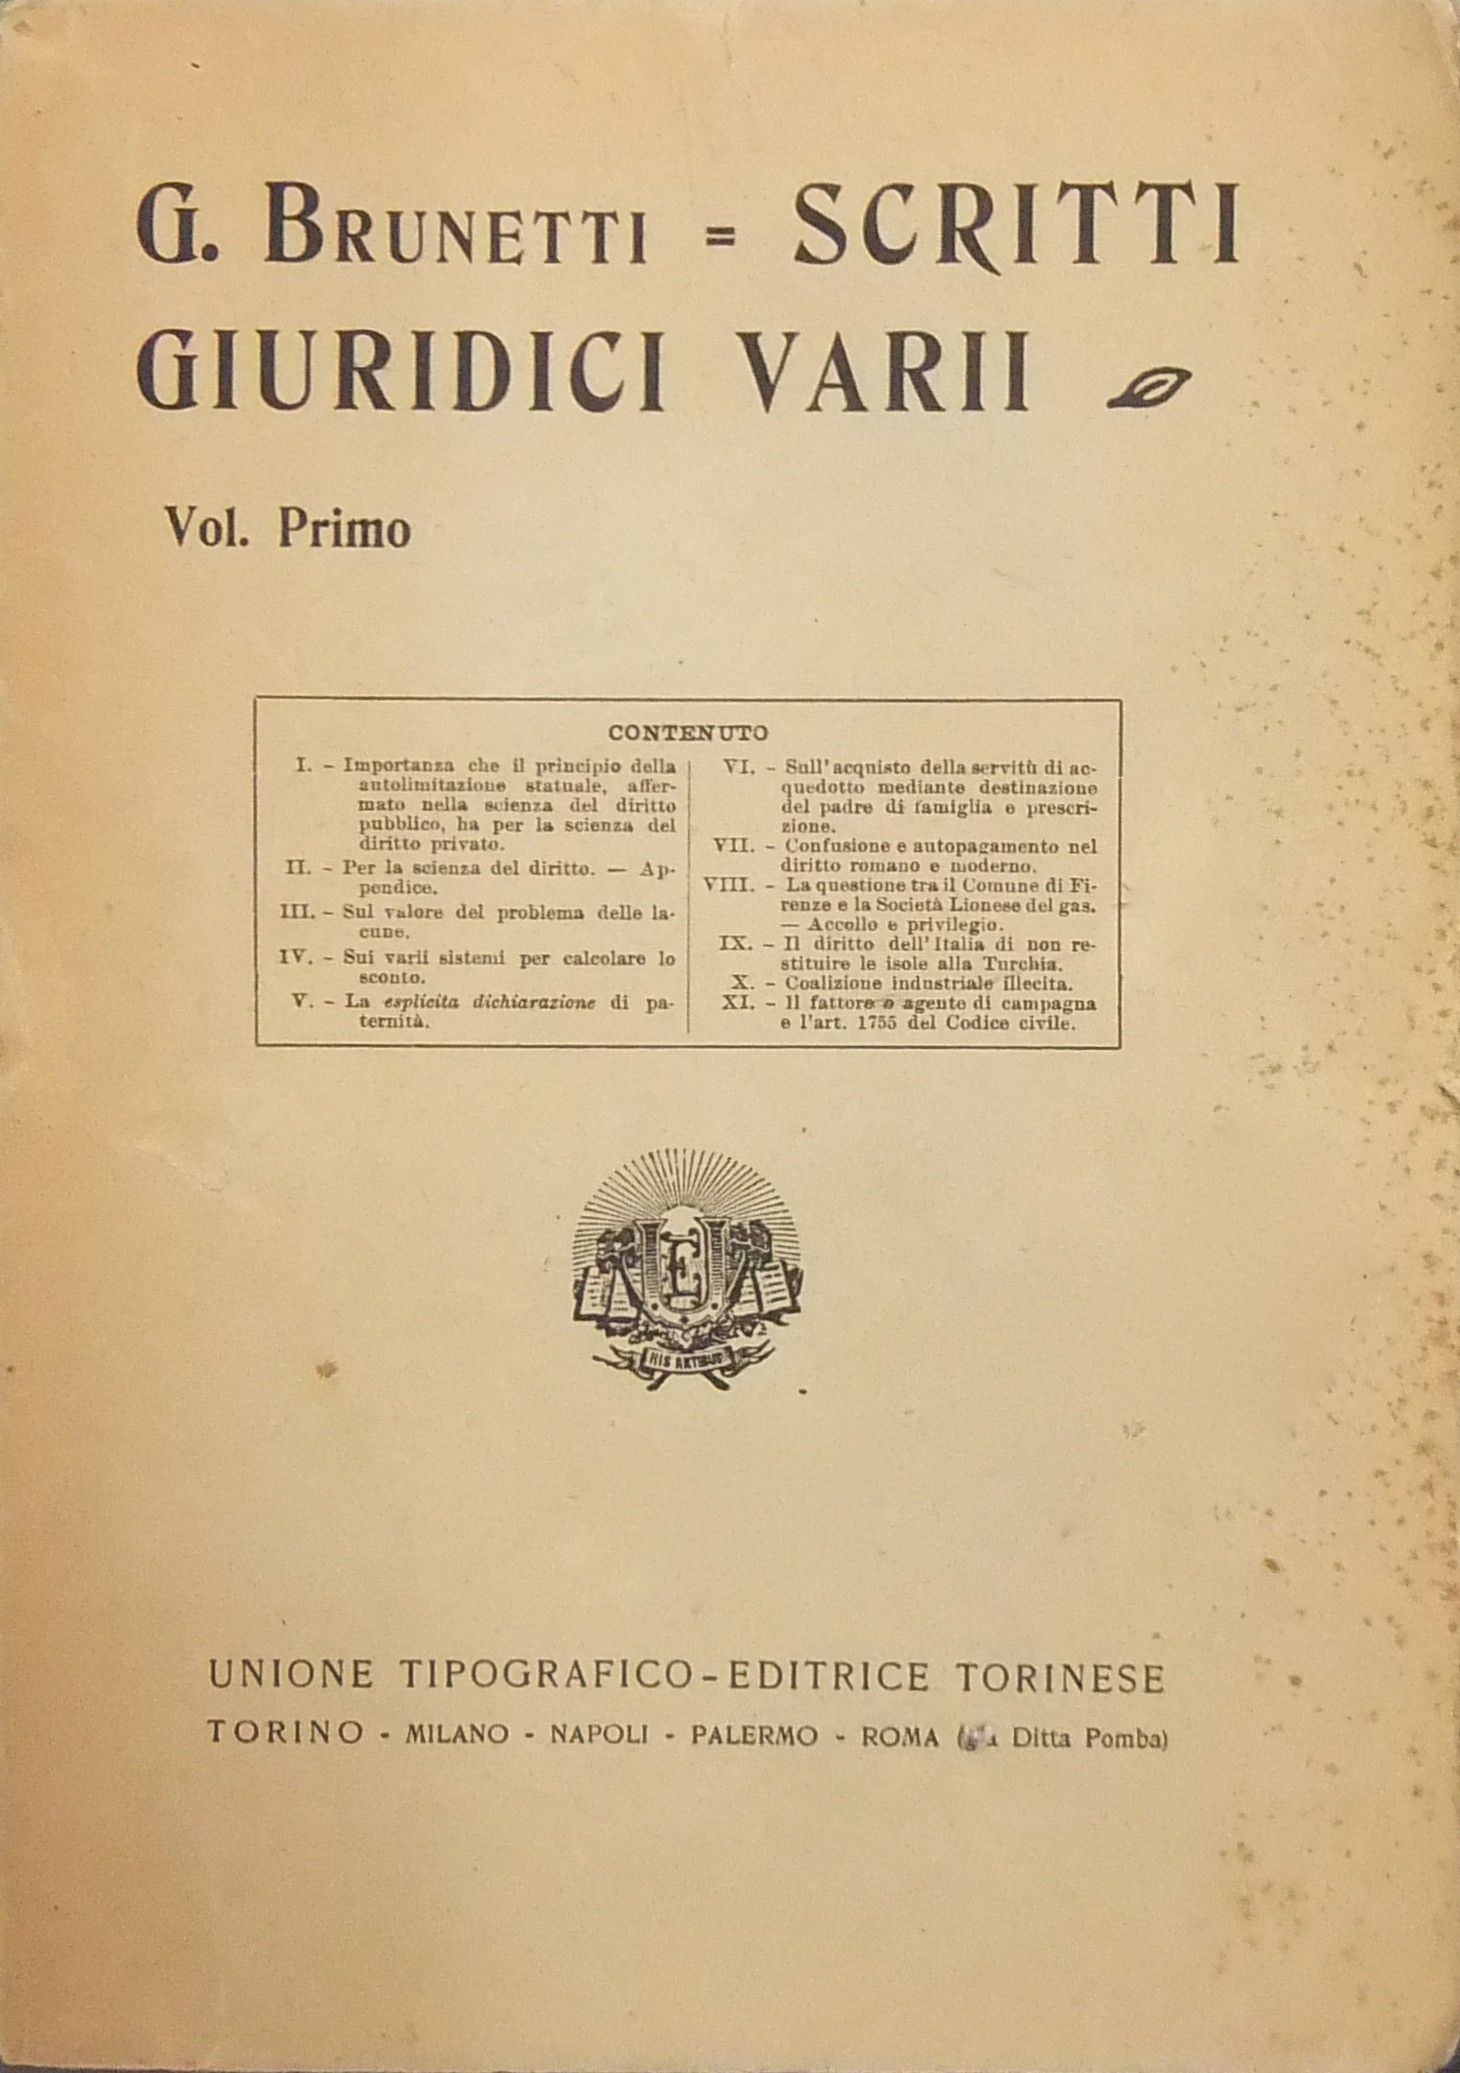 G. BRUNETTI = SCRITTI
GIURIDICI VARII
Vol. Primo
CONTENUTO
I. - Importanza che il principio della
autolimitazione statuale, affer-
mato nella scienza del diritto
pubblico, ha per la scienza del
diritto privato.
II. - Per la scienza del diritto. — Ap-
pendice.
III. - Sul valore del problema delle la-
cune.
IV. - Sui varii sistemi per calcolare lo
sconto.
V. - La esplicita dichiarazione di pa-
ternità.
VI. - Sull'acquisto della servitù di ac-
quedotto mediante destinazione
del padre di famiglia e prescri-
zione.
VII. - Confusione e autopagamento nel
diritto romano e moderno.
VIII. - La questione tra il Comune di Fi-
renze e la Società Lionese del gas.
— Accollo e privilegio.
IX. - Il diritto dell'Italia di non re-
stituire le isole alla Turchia.
X. - Coalizione industriale illecita.
XI. - Il fattore o agente di campagna
e l'art. 1755 del Codice civile.
UE
HIS ARTIBUS
UNIONE TIPOGRAFICO-EDITRICE TORINESE
TORINO - MILANO - NAPOLI - PALERMO - ROMA ( Ditta Pomba)